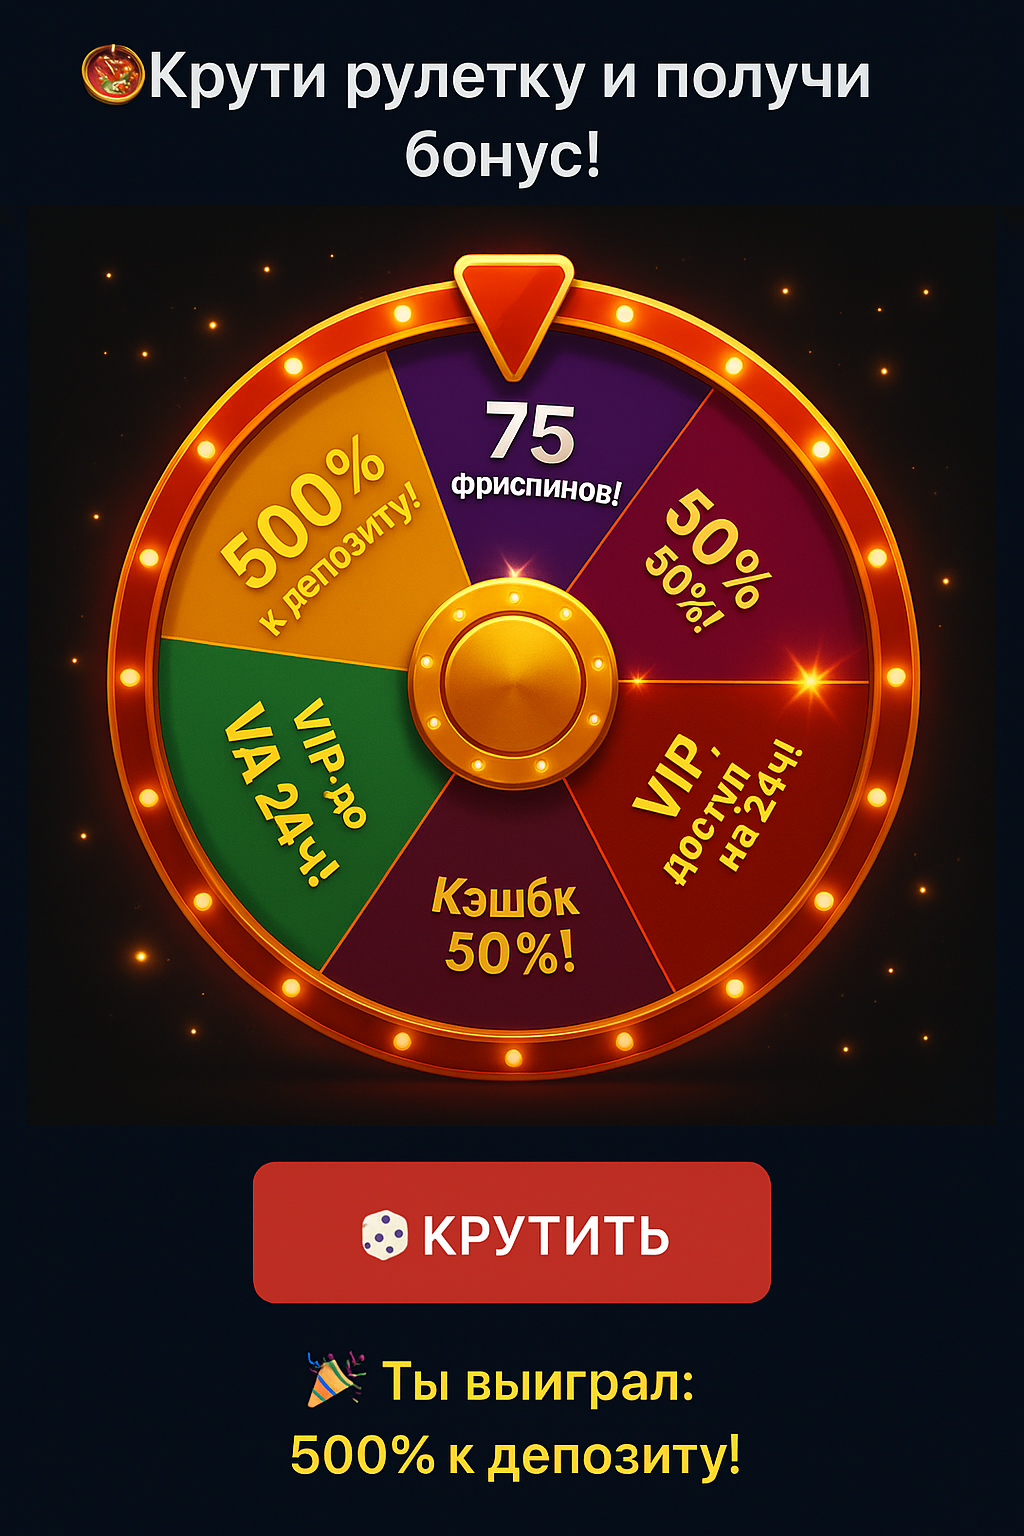 Крути рулетку и получи
бонус!
75
фриспинов!
500%
к депозиту!
50%
50%!
VIP-до
VA 24ч!
VIP,
доступ
на 24ч!
Кэшбк
50%!
КРУТИТЬ
Ты выиграл:
500% к депозиту!